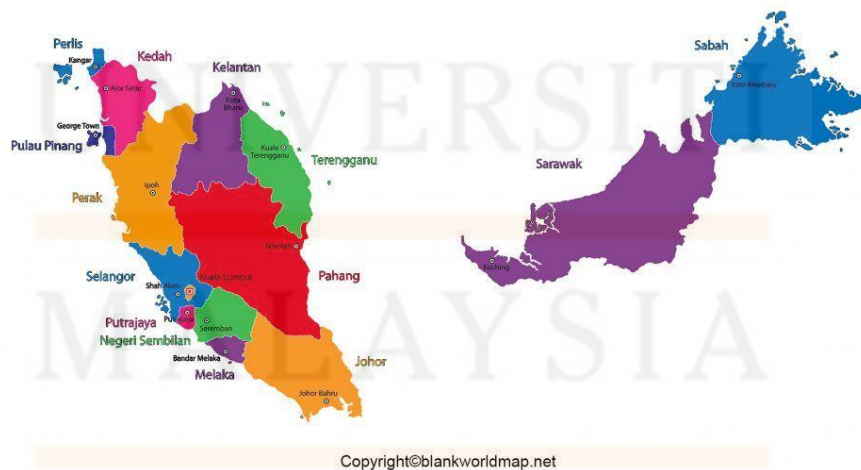 UNIVERSITI
MALAYSIA
Perlis
Kangar
Kedah
Alor Setar
Kelantan
Kota
Bharu
George Town
Pulau Pinang
Kuala
Terengganu
Terengganu
Perak
Ipoh
Kuantan
Pahang
Selangor
Kuala Lumpur
Shah Alam
Putrajaya
Putrajaya
Negeri Sembilan
Seremban
Bandar Melaka
Melaka
Johor
Johor Bahru
Sabah
Kota Kinabalu
Sarawak
Kuching
Copyright©blankworldmap.net